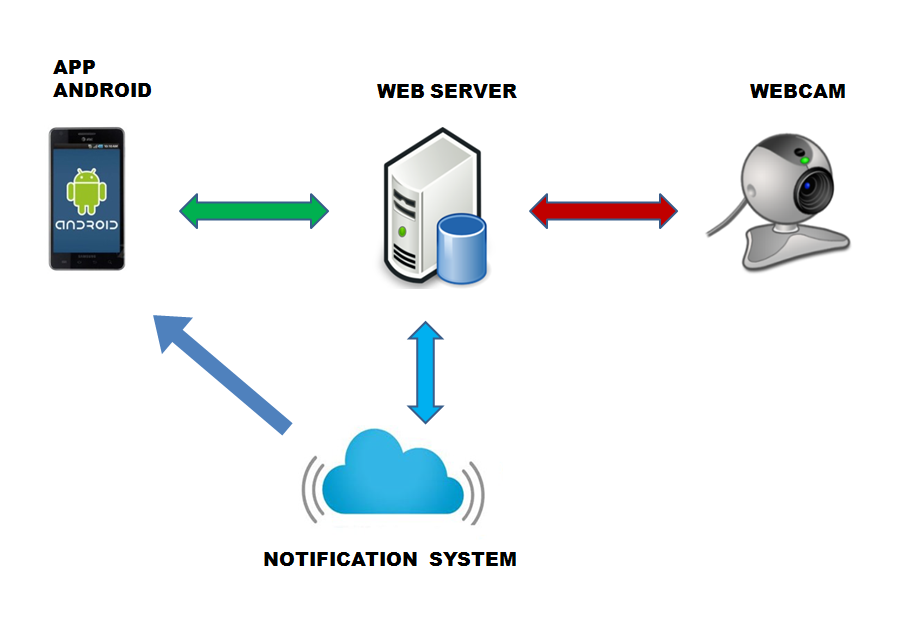 APP
ANDROID
WEB SERVER
WEBCAM
ANDROID
NOTIFICATION SYSTEM